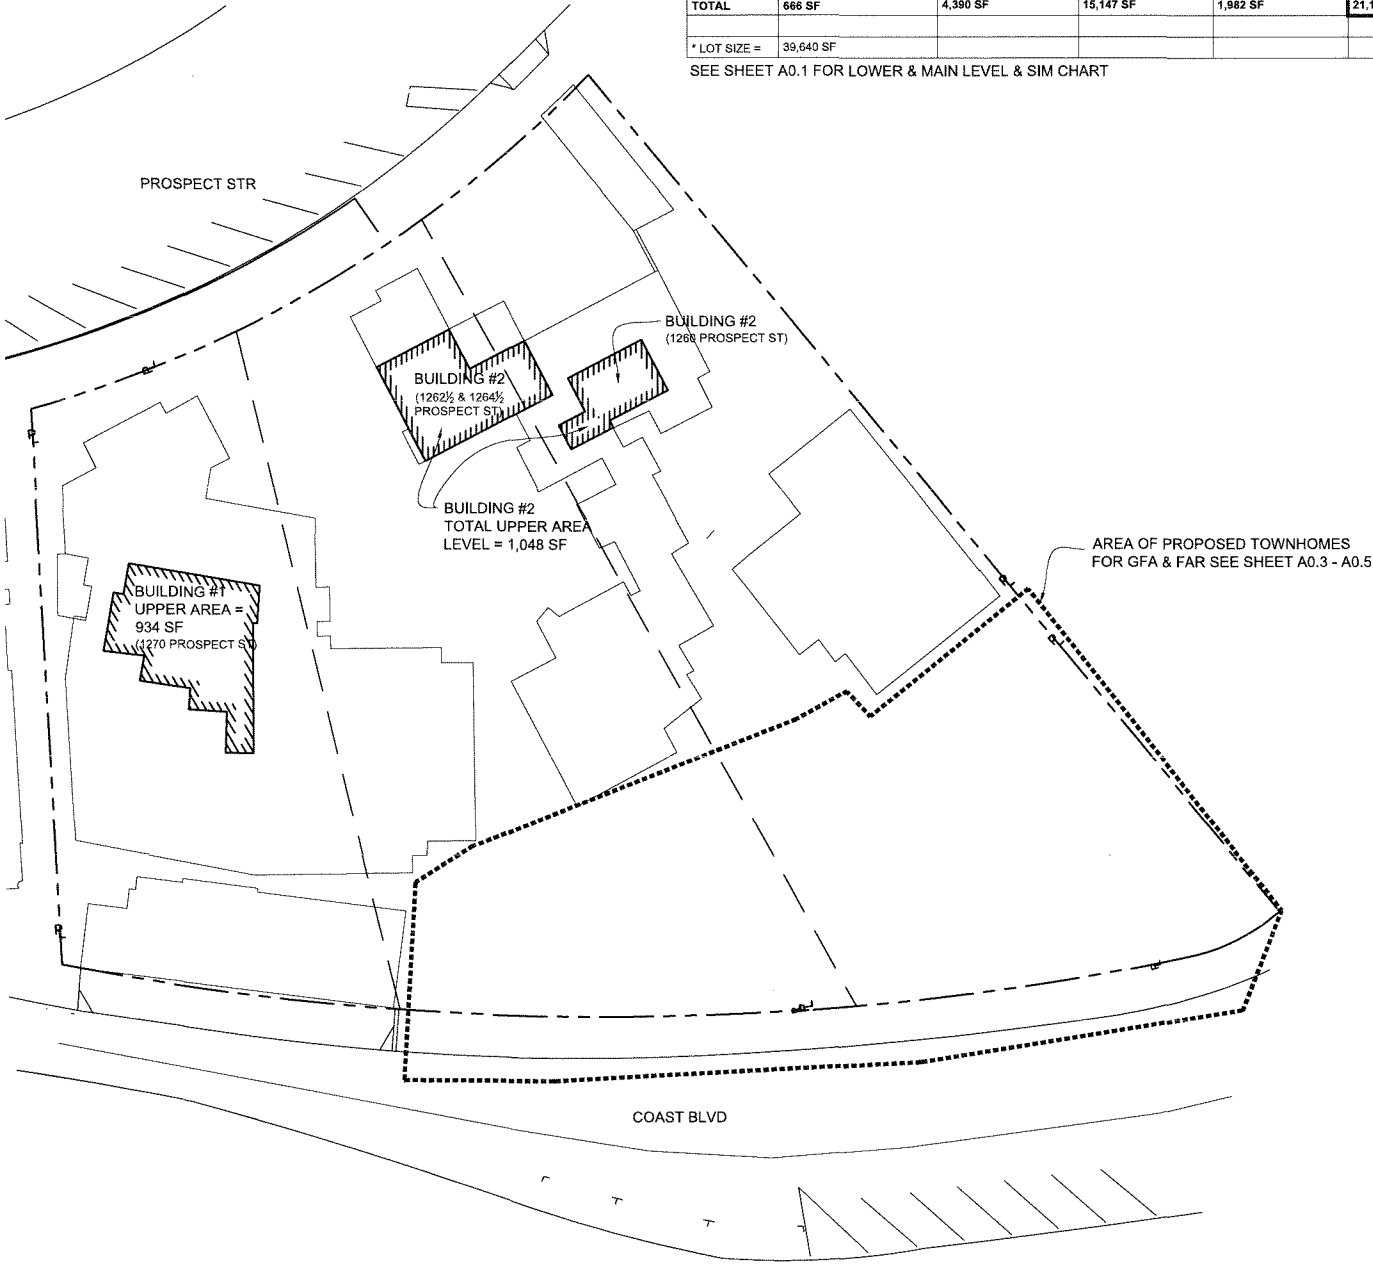 TOTAL 666 SF 4,390 SF 15,147 SF 1,982 SF
* LOT SIZE = 39,640 SF
SEE SHEET A0.1 FOR LOWER & MAIN LEVEL & SIM CHART
PROSPECT STR
BUILDING #2
(1260 PROSPECT ST)
BUILDING #2
(1262½ & 1264½
PROSPECT ST)
BUILDING #2
TOTAL UPPER AREA
LEVEL = 1,048 SF
AREA OF PROPOSED TOWNHOMES
FOR GFA & FAR SEE SHEET A0.3 - A0.5
BUILDING #1
UPPER AREA =
934 SF
(1270 PROSPECT ST)
COAST BLVD